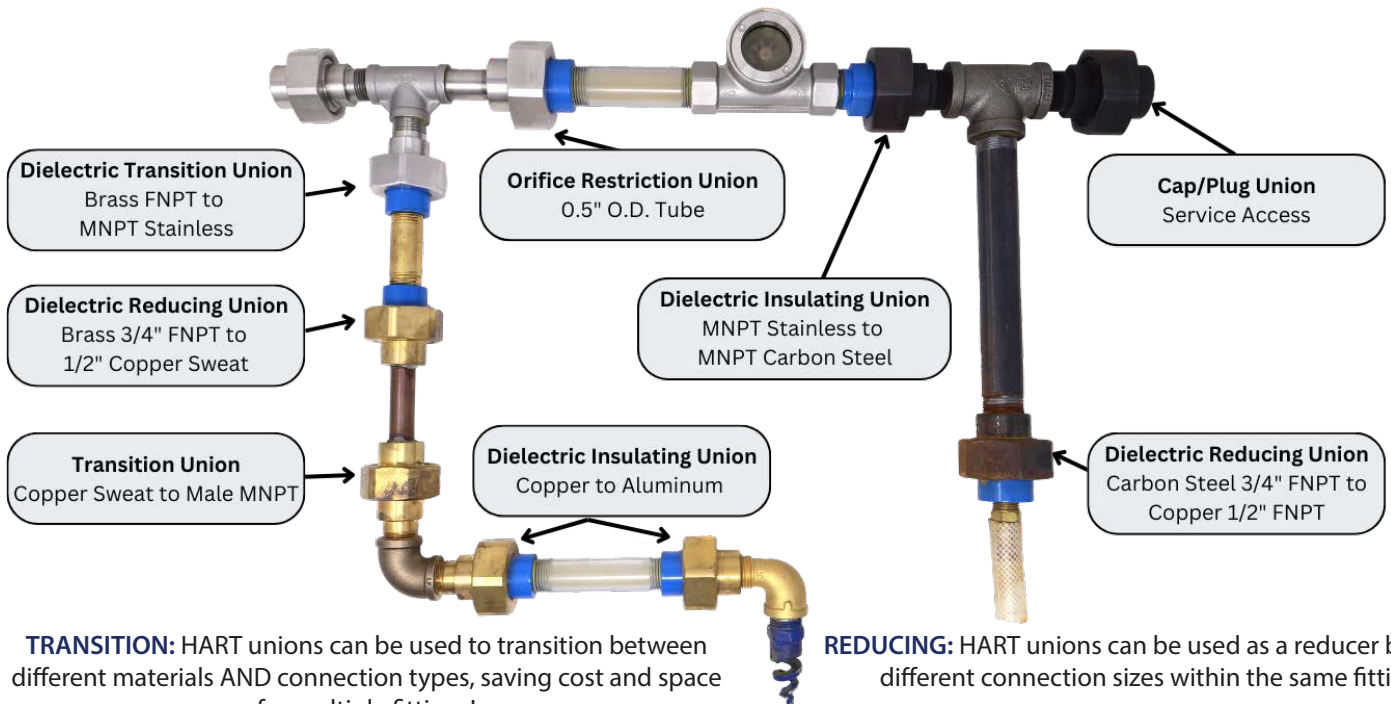 Dielectric Transition Union
Brass FNPT to
MNPT Stainless
Orifice Restriction Union
0.5" O.D. Tube
Cap/Plug Union
Service Access
Dielectric Reducing Union
Brass 3/4" FNPT to
1/2" Copper Sweat
Dielectric Insulating Union
MNPT Stainless to
MNPT Carbon Steel
Transition Union
Copper Sweat to Male MNPT
Dielectric Insulating Union
Copper to Aluminum
Dielectric Reducing Union
Carbon Steel 3/4" FNPT to
Copper 1/2" FNPT
TRANSITION: HART unions can be used to transition between
different materials AND connection types, saving cost and space
REDUCING: HART unions can be used as a reducer
different connection sizes within the same